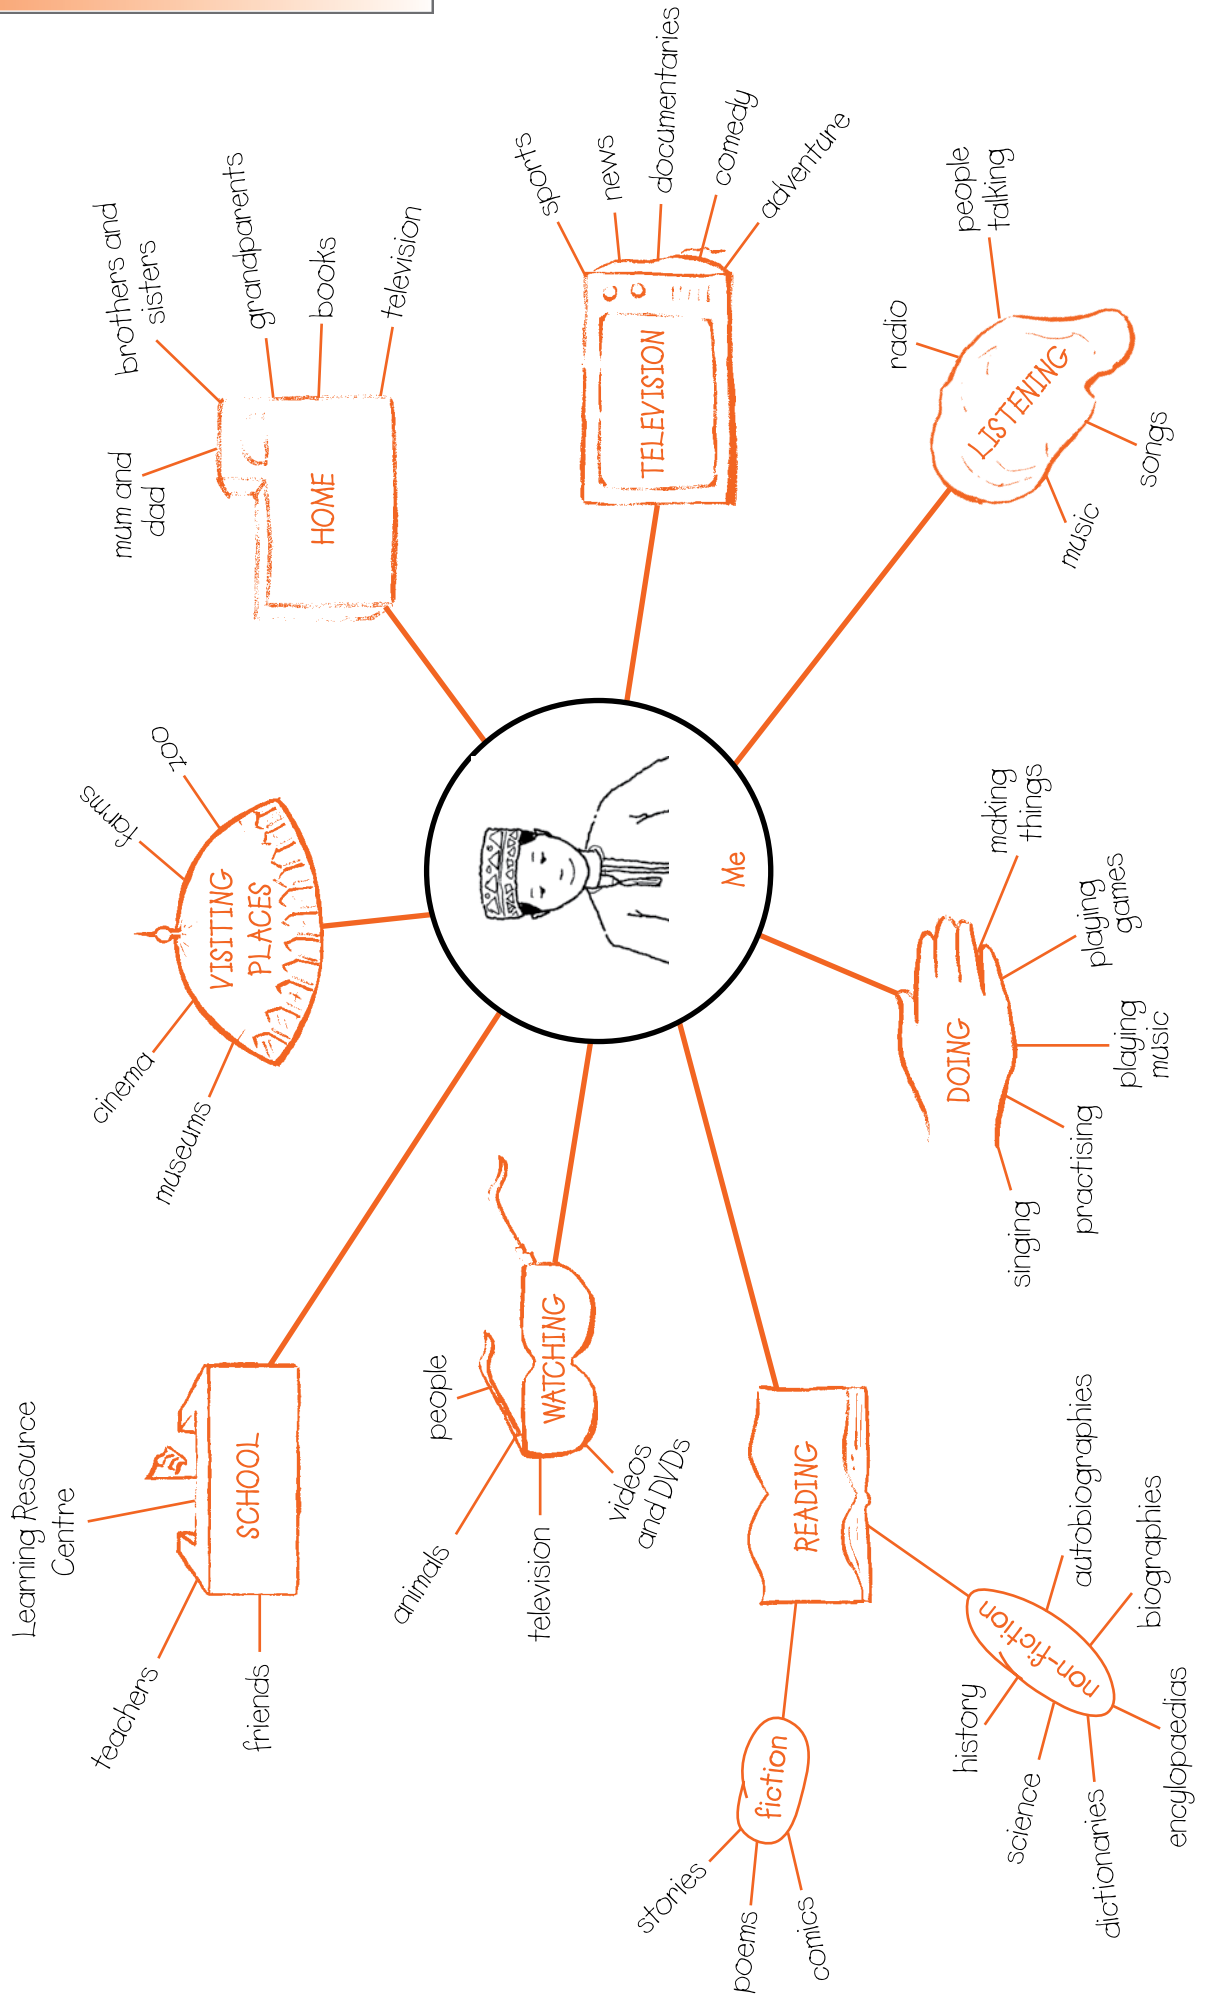 Me
SCHOOL
Learning Resource
Centre
teachers
friends
VISITING
PLACES
museums
cinema
farms
zoo
HOME
mum and
dad
brothers and
sisters
grandparents
books
television
TELEVISION
sports
news
documentaries
comedy
adventure
LISTENING
radio
people
talking
songs
music
DOING
making
things
playing
games
playing
music
practising
singing
READING
fiction
stories
poems
comics
non-fiction
history
science
dictionaries
encylopaedias
biographies
autobiographies
WATCHING
people
animals
television
videos
and DVDs